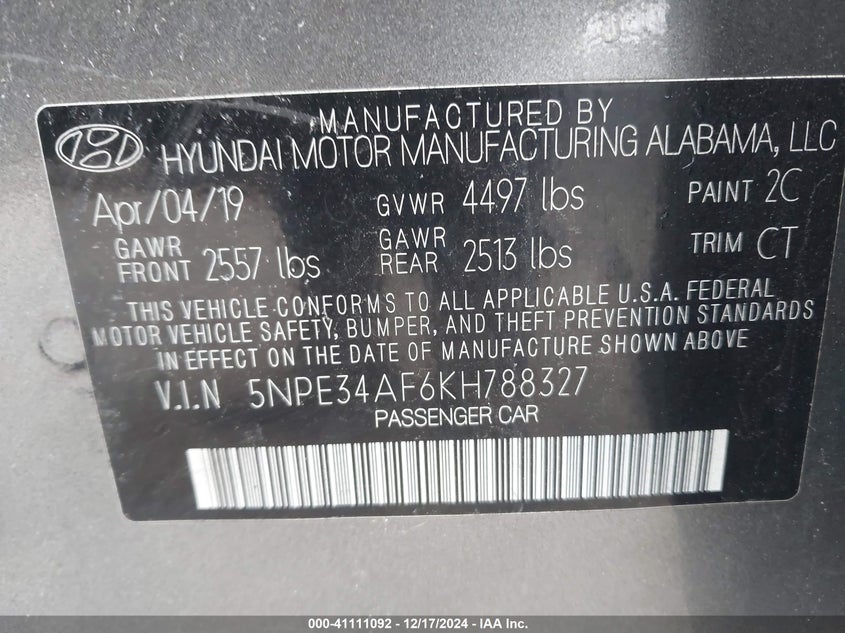 MANUFACTURED BY
HYUNDAI MOTOR MANUFACTURING ALABAMA, LLC
Apr/04/19 GVWR 4497 lbs PAINT 2C
GAWR FRONT 2557 lbs GAWR REAR 2513 lbs TRIM CT
THIS VEHICLE CONFORMS TO ALL APPLICABLE U.S.A. FEDERAL
MOTOR VEHICLE SAFETY, BUMPER, AND THEFT PREVENTION STANDARDS
IN EFFECT ON THE DATE OF MANUFACTURE SHOWN ABOVE
V.I.N 5NPE34AF6KH788327
PASSENGER CAR
000-41111092 - 12/17/2024 - IAA Inc.